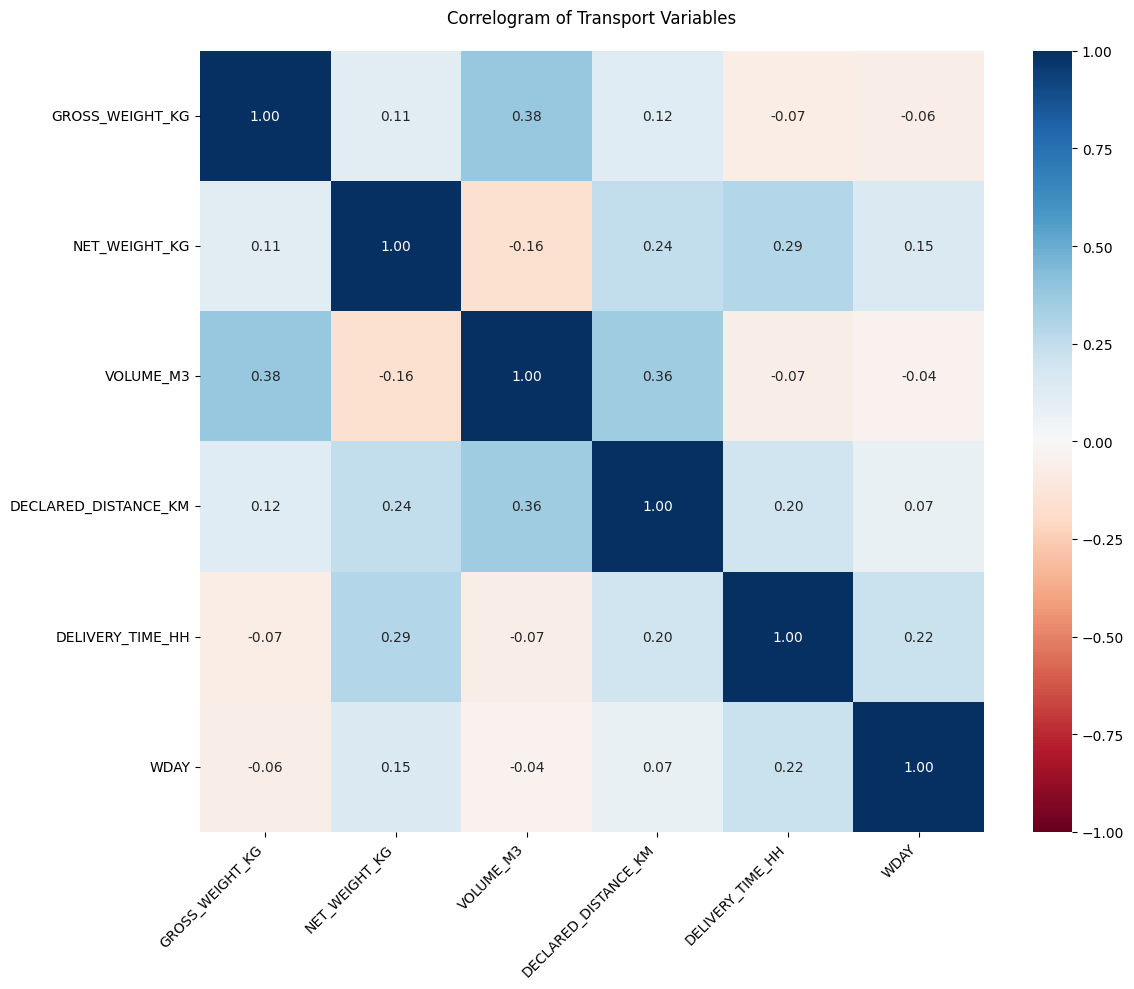 Correlogram of Transport Variables
GROSS_WEIGHT_KG 1.00 0.11 0.38 0.12 -0.07 -0.06
NET_WEIGHT_KG 0.11 1.00 -0.16 0.24 0.29 0.15
VOLUME_M3 0.38 -0.16 1.00 0.36 -0.07 -0.04
DECLARED_DISTANCE_KM 0.12 0.24 0.36 1.00 0.20 0.07
DELIVERY_TIME_HH -0.07 0.29 -0.07 0.20 1.00 0.22
WDAY -0.06 0.15 -0.04 0.07 0.22 1.00
GROSS_WEIGHT_KG
NET_WEIGHT_KG
VOLUME_M3
DECLARED_DISTANCE_KM
DELIVERY_TIME_HH
WDAY
1.00
0.75
0.50
0.25
0.00
−0.25
−0.50
−0.75
−1.00